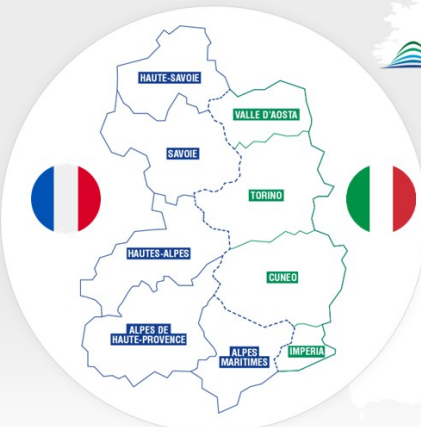 HAUTE-SAVOIE
VALLE D'AOSTA
SAVOIE
TORINO
HAUTES-ALPES
CUNEO
ALPES DE
HAUTE-PROVENCE
ALPES
MARITIMES
IMPERIA